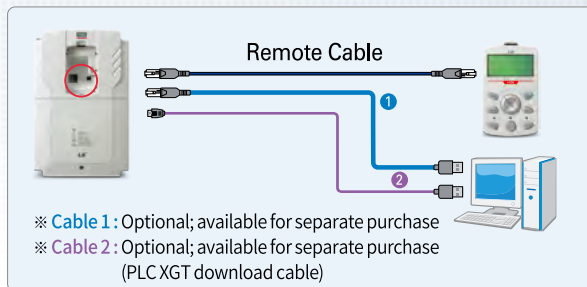 Remote Cable
1
2
※ Cable 1 : Optional; available for separate purchase
※ Cable 2 : Optional; available for separate purchase
(PLC XGT download cable)